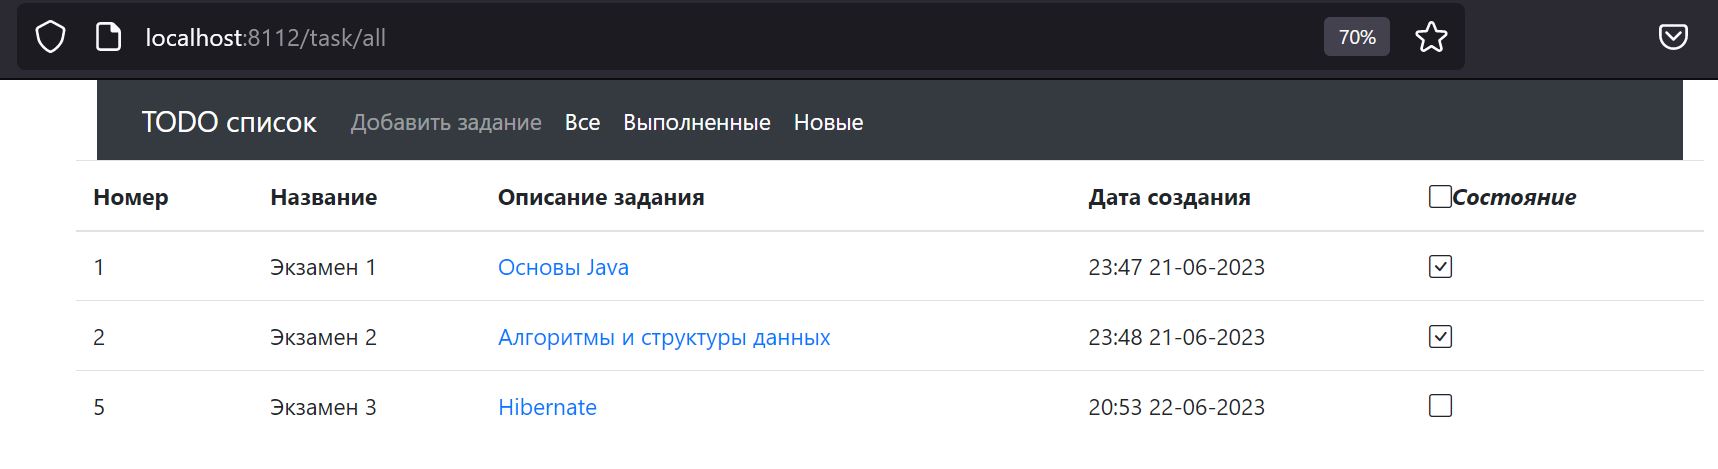 localhost:8112/task/all 70%
TODO список Добавить задание Все Выполненные Новые
Номер Название Описание задания Дата создания Состояние
1 Экзамен 1 Основы Java 23:47 21-06-2023
2 Экзамен 2 Алгоритмы и структуры данных 23:48 21-06-2023
5 Экзамен 3 Hibernate 20:53 22-06-2023